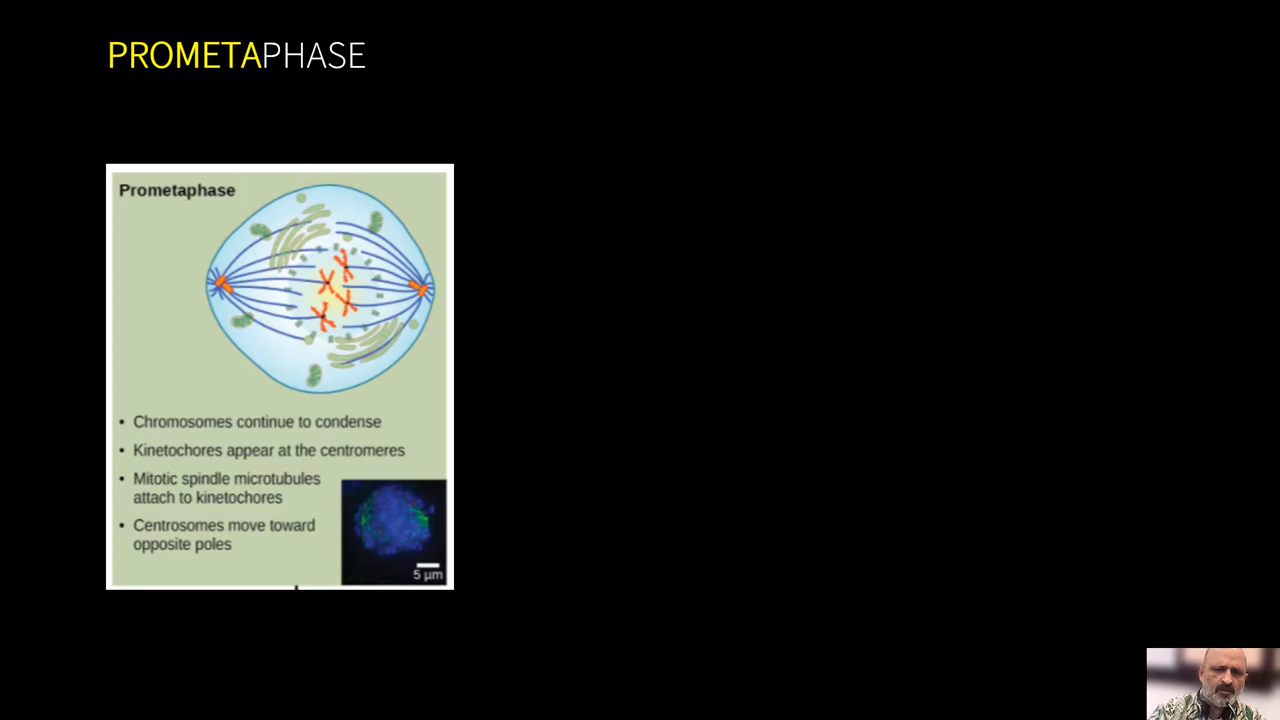 PROMETAPHASE
Prometaphase
• Chromosomes continue to condense
• Kinetochores appear at the centromeres
• Mitotic spindle microtubules
attach to kinetochores
• Centrosomes move toward
opposite poles
5 µm